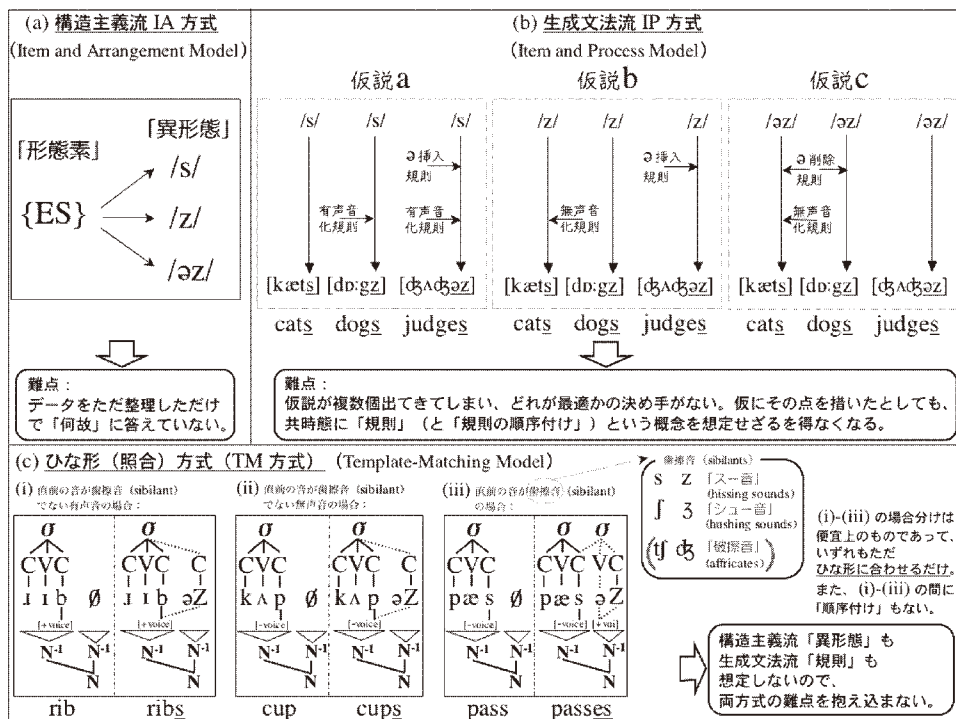 (a) 構造主義流 IA 方式
(Item and Arrangement Model)
「形態素」
「異形態」
{ES}
/s/
/z/
/əz/
難点：
データをただ整理しただけ
で「何故」に答えていない。
(b) 生成文法流 IP 方式
(Item and Process Model)
仮説a
/s/ /s/ /s/
ə 挿入
規則
有声音
化規則
有声音
化規則
[kæts] [dɒ:gz] [ʤʌʤəz]
cats dogs judges
仮説b
/z/ /z/ /z/
ə 挿入
規則
無声音
化規則
[kæts] [dɒ:gz] [ʤʌʤəz]
cats dogs judges
仮説c
/əz/ /əz/ /əz/
ə 削除
規則
無声音
化規則
[kæts] [dɒ:gz] [ʤʌʤəz]
cats dogs judges
難点：
仮説が複数個出てきてしまい、どれが最適かの決め手がない。仮にその点を措いたとしても、
共時態に「規則」（と「規則の順序付け」）という概念を想定せざるを得なくなる。
(c) ひな形（照合）方式（TM 方式） (Template-Matching Model)
(i) 直前の音が歯擦音 (sibilant)
でない有声音の場合：
σ σ
CVC CVC C
ɹ ɪ b Ø ɹ ɪ b əZ
[+voice] [+voice]
N⁻¹ N⁻¹ N⁻¹ N⁻¹
N N
rib ribs
(ii) 直前の音が歯擦音 (sibilant)
でない無声音の場合：
σ σ
CVC CVC C
k ʌ p Ø k ʌ p əZ
[-voice] [-voice]
N⁻¹ N⁻¹ N⁻¹ N⁻¹
N N
cup cups
(iii) 直前の音が歯擦音 (sibilant)
の場合：
σ σ σ
CVC CVC VC
p æ s Ø p æ s ə Z
[-voice] [-voice] [+voi]
N⁻¹ N⁻¹ N⁻¹ N⁻¹
N N
pass passes
歯擦音 (sibilants)
s z 「スー音」
(hissing sounds)
ʃ ʒ 「シュー音」
(hushing sounds)
(ʧ ʤ 「破擦音」
(affricates))
(i)-(iii) の場合分けは
便宜上のものであって、
いずれもただ
ひな形に合わせるだけ。
また、(i)-(iii) の間に
「順序付け」もない。
構造主義流「異形態」も
生成文法流「規則」も
想定しないので、
両方式の難点を抱え込まない。